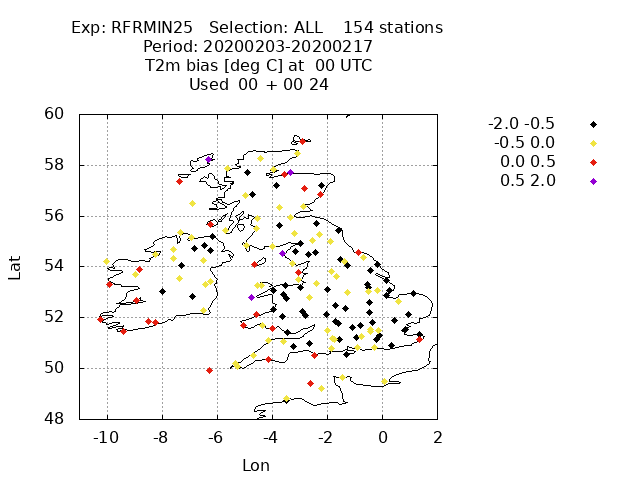 Exp: RFRMIN25 Selection: ALL 154 stations
Period: 20200203-20200217
T2m bias [deg C] at 00 UTC
Used 00 + 00 24
-2.0 -0.5
-0.5 0.0
0.0 0.5
0.5 2.0
60
58
56
54
52
50
48
Lat
-10 -8 -6 -4 -2 0 2
Lon